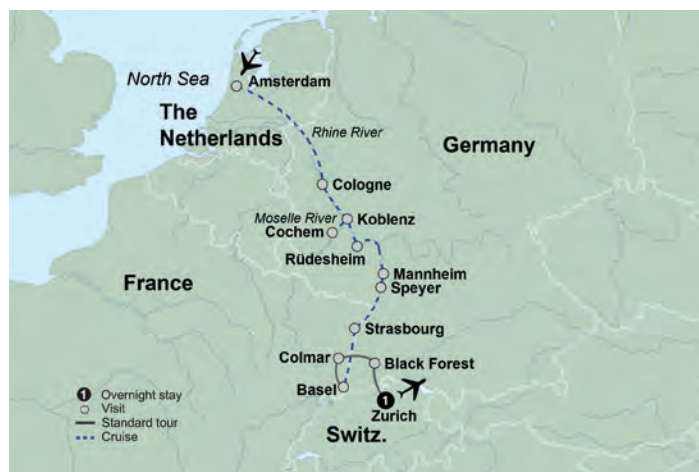 North Sea
Amsterdam
The
Netherlands
Rhine River
Germany
Cologne
Moselle River
Koblenz
Cochem
Rüdesheim
France
Mannheim
Speyer
Strasbourg
Colmar
Black Forest
Basel
1
Zurich
Switz.
1 Overnight stay
Visit
Standard tour
Cruise